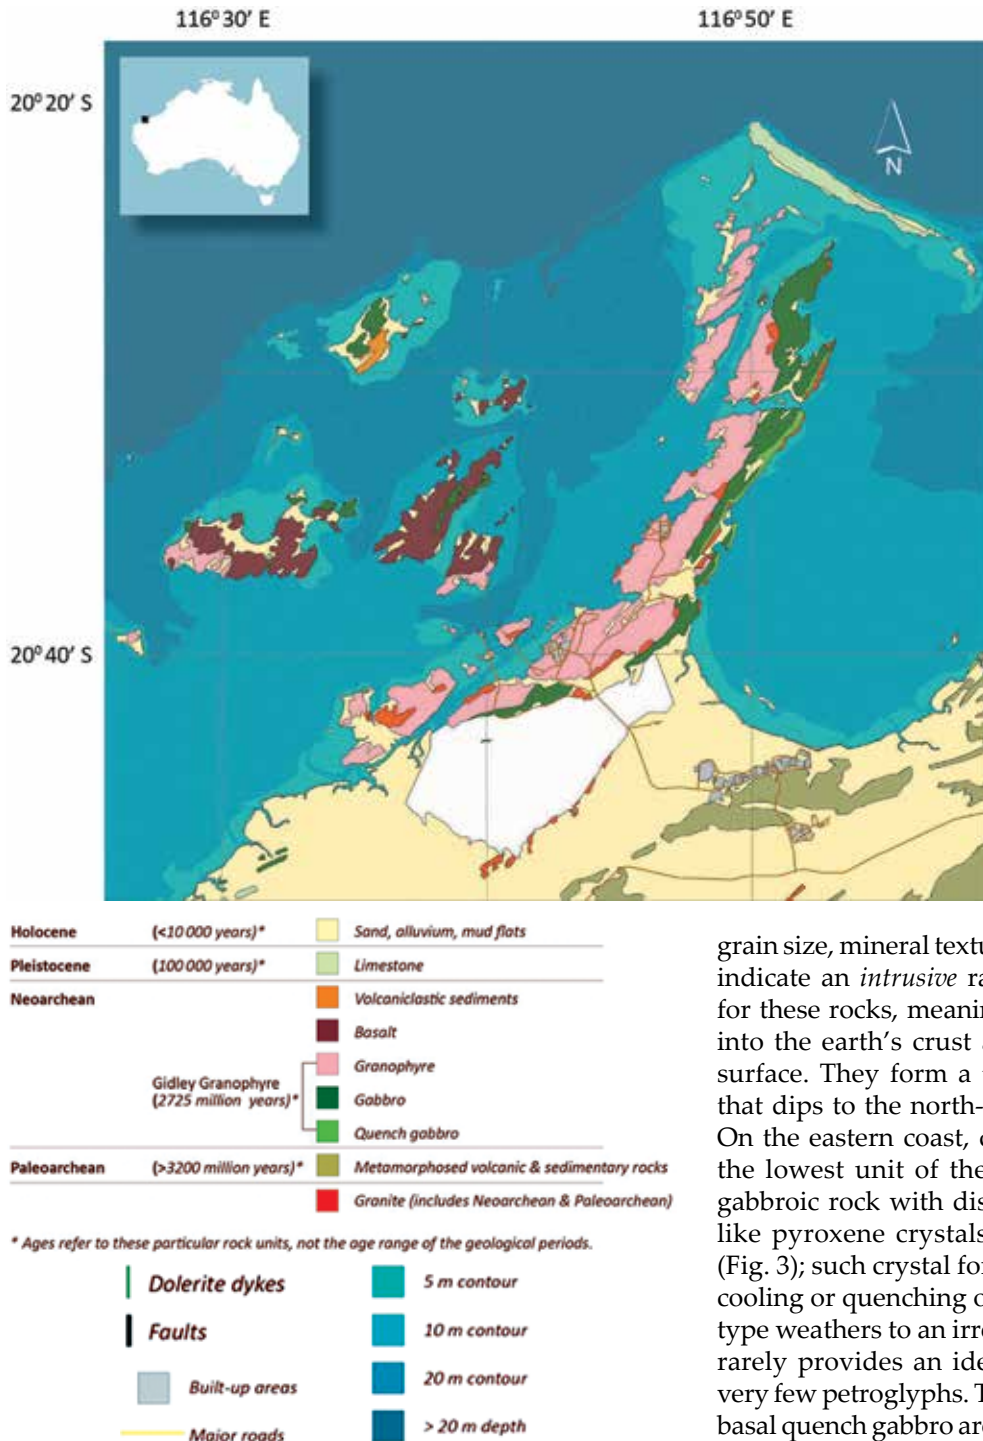 116° 30′ E
116° 50′ E
20° 20′ S
N
20° 40′ S
Holocene (<10 000 years)* Sand, alluvium, mud flats
Pleistocene (100 000 years)* Limestone
Neoarchean Volcaniclastic sediments
Basalt
Granophyre
Gidley Granophyre
(2725 million years)*
Gabbro
Quench gabbro
Paleoarchean (>3200 million years)* Metamorphosed volcanic & sedimentary rocks
Granite (includes Neoarchean & Paleoarchean)
* Ages refer to these particular rock units, not the age range of the geological periods.
Dolerite dykes
Faults
Built-up areas
Major roads
5 m contour
10 m contour
20 m contour
> 20 m depth
grain size, mineral textu
indicate an intrusive ra
for these rocks, meanin
into the earth's crust
surface. They form a
that dips to the north-
On the eastern coast,
the lowest unit of the
gabbroic rock with dis
like pyroxene crystals
(Fig. 3); such crystal for
cooling or quenching o
type weathers to an irre
rarely provides an ide
very few petroglyphs. T
basal quench gabbro are